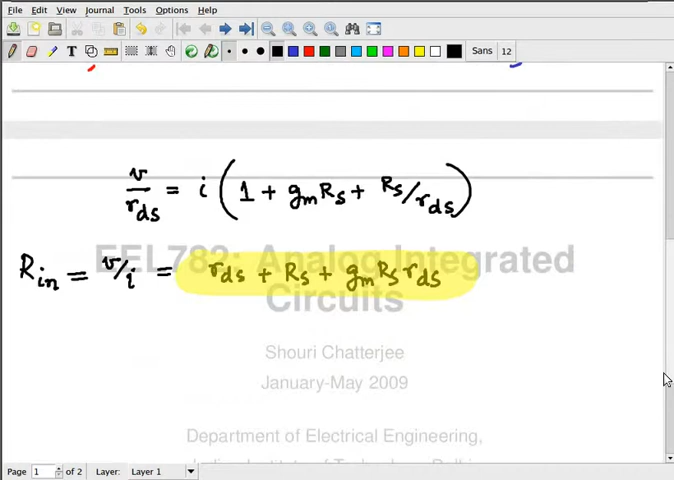 File Edit View Journal Tools Options Help
Sans 12
v/rds = i (1 + gmRs + Rs/rds)
Rin = v/i = rds + Rs + gmRsrds
EEL782: Analog Integrated
Circuits
Shouri Chatterjee
January-May 2009
Department of Electrical Engineering,
Page 1 of 2 Layer: Layer 1